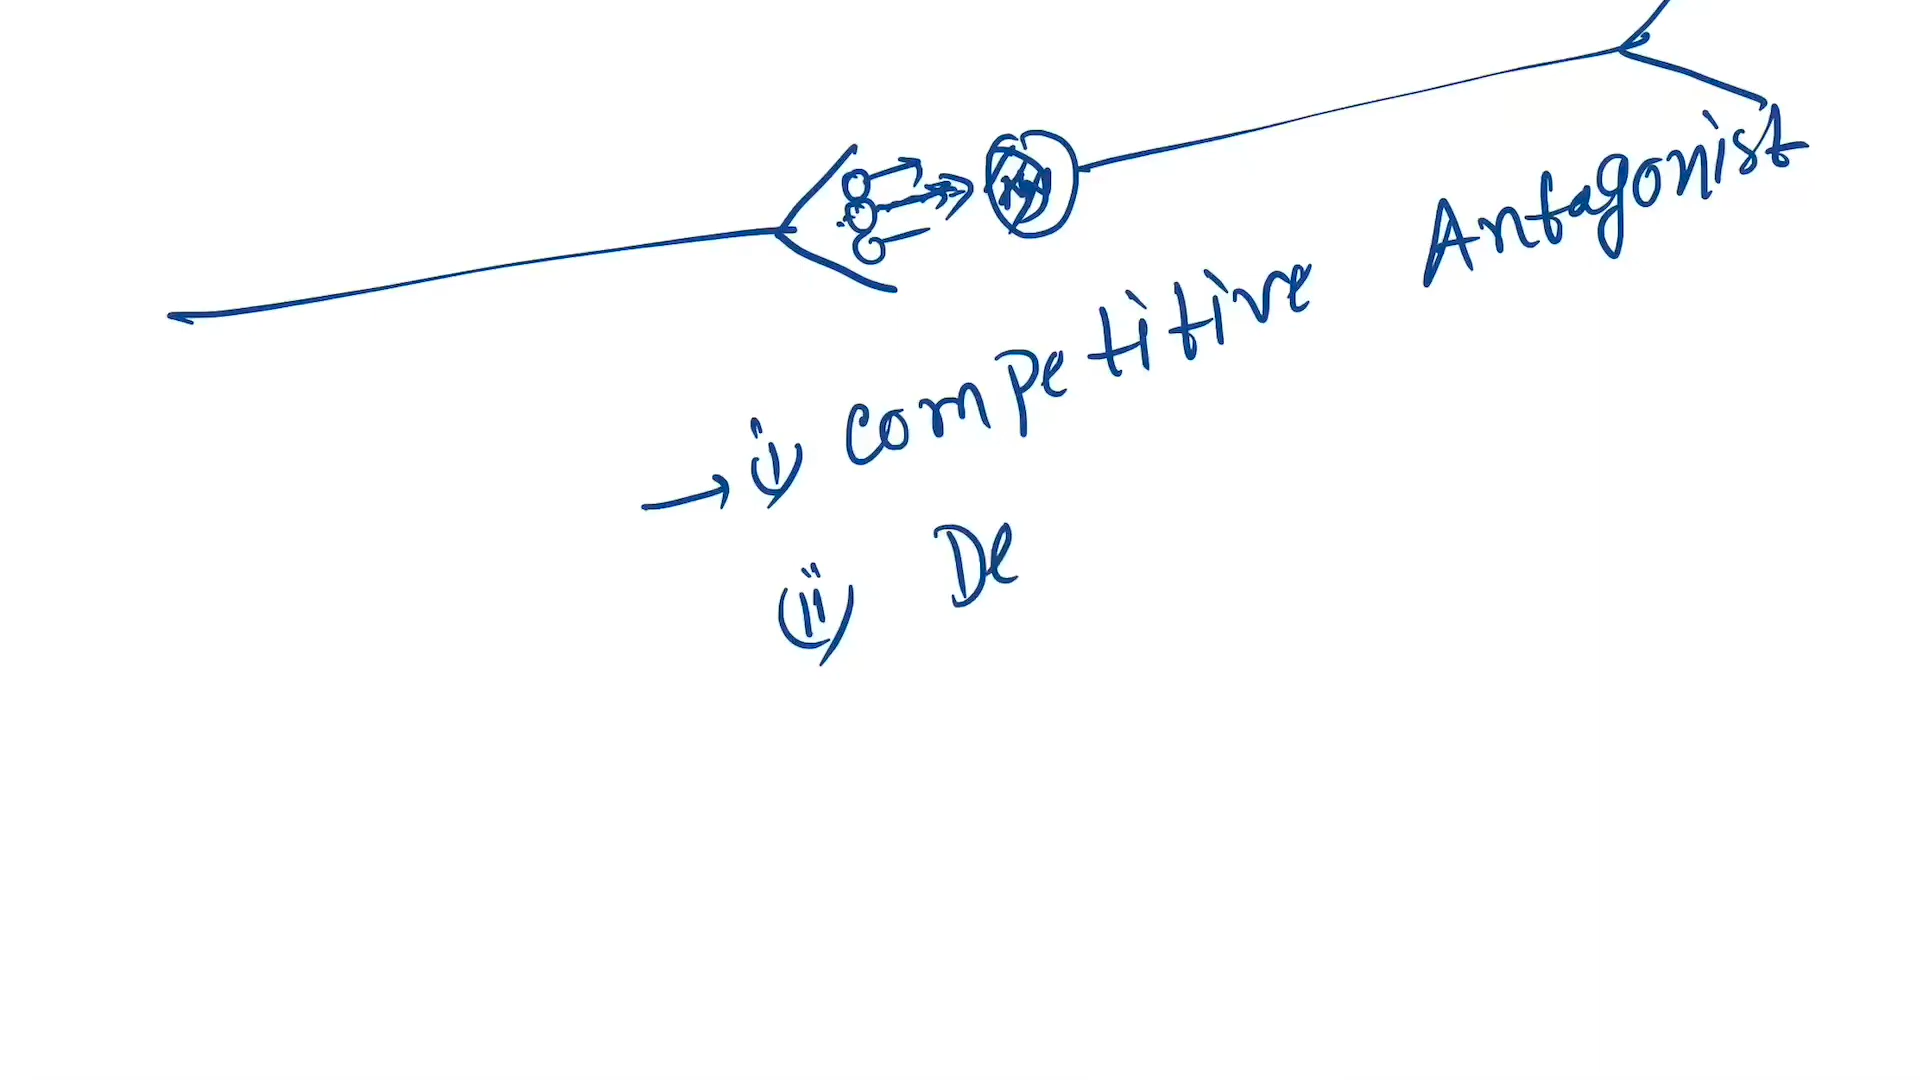 → (i) Competitive Antagonist
(ii) De